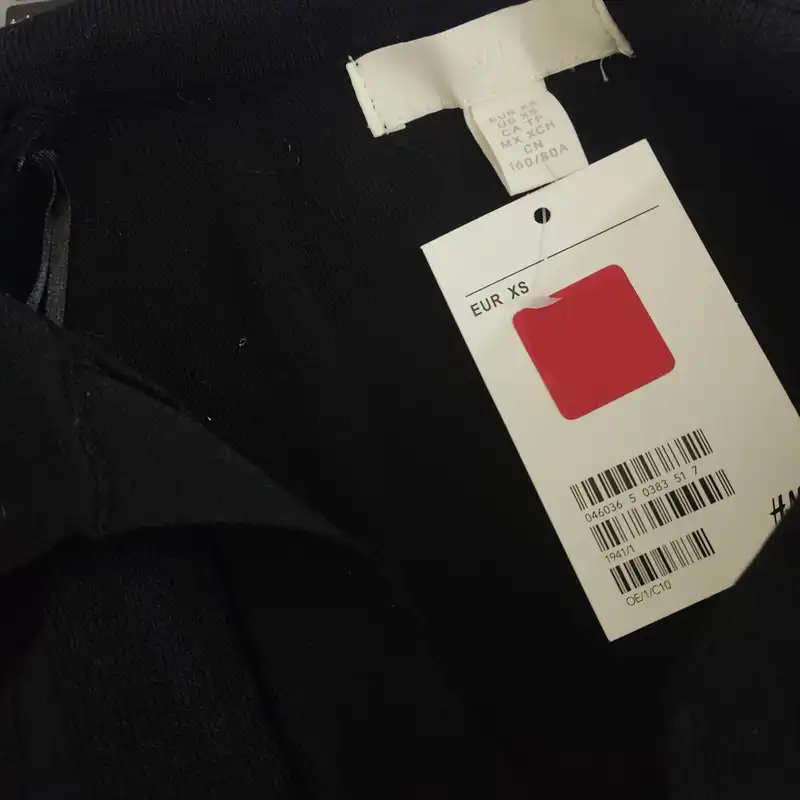 EUR XS
US XS
CA TP
MX XCH
CN
160/80A
EUR XS
046036 5 0383 51 7
1941/1
OE/1/C10